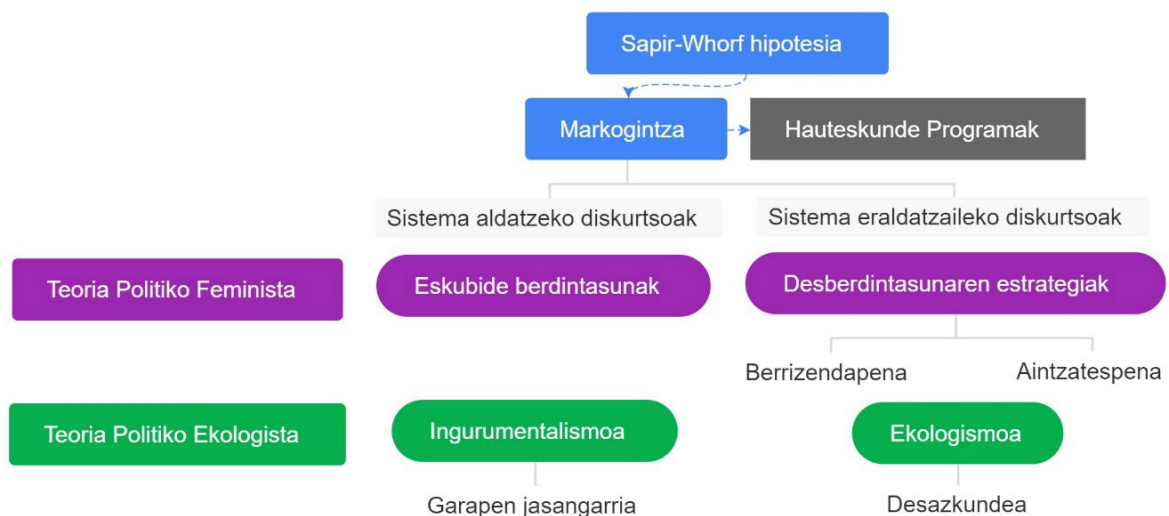 Sapir-Whorf hipotesia
Markogintza
Hauteskunde Programak
Sistema aldatzeko diskurtsoak
Sistema eraldatzaileko diskurtsoak
Teoria Politiko Feminista
Eskubide berdintasunak
Desberdintasunaren estrategiak
Berrizendapena
Aintzatespena
Teoria Politiko Ekologista
Ingurumentalismoa
Ekologismoa
Garapen jasangarria
Desazkundea